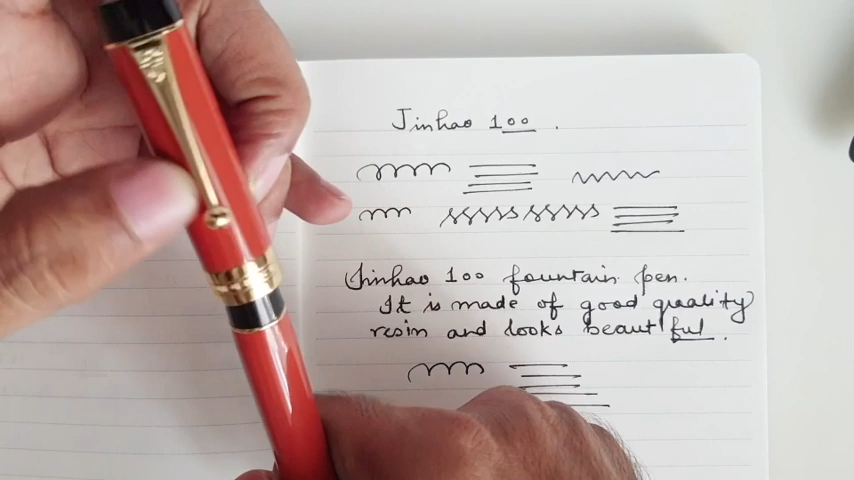 Jinhao 100.
Jinhao 100 fountain pen.
It is made of good quality
resin and looks beautiful.